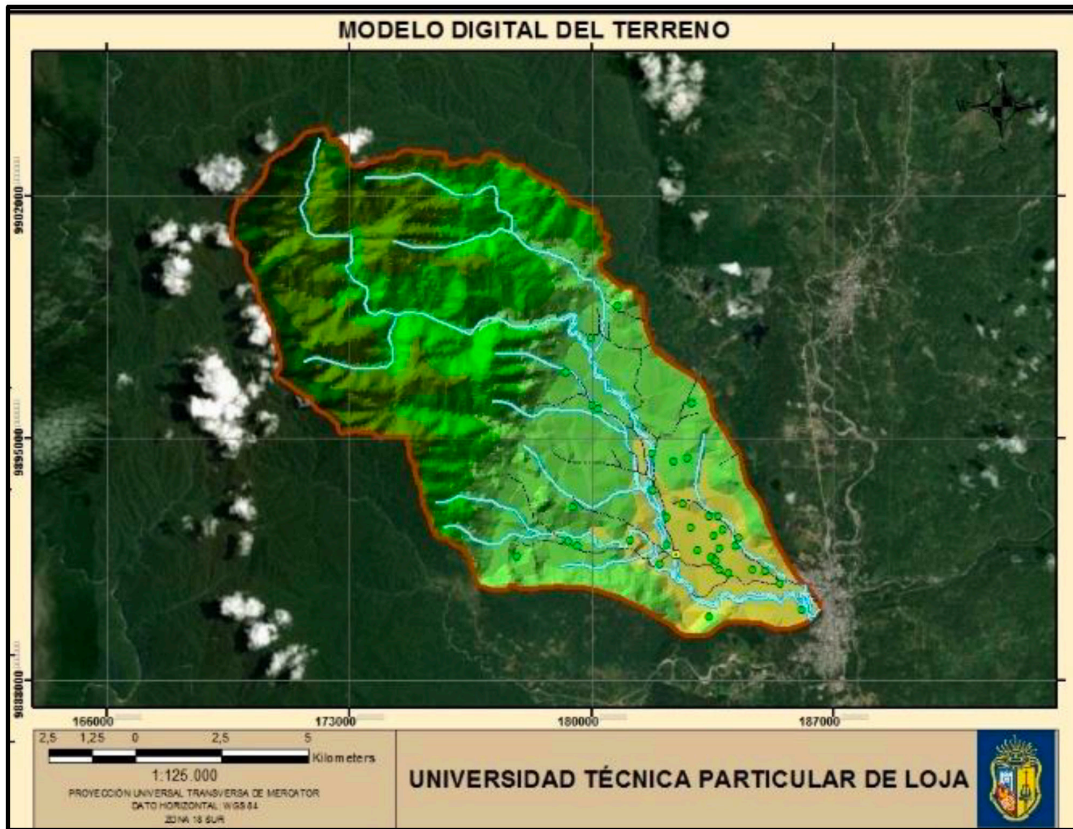 MODELO DIGITAL DEL TERRENO
W
9902000
9895000
9888000
166000
173000
180000
187000
2,5 1,25 0 2,5 5
Kilometers
1:125.000
PROYECCIÓN UNIVERSAL TRANSVERSA DE MERCATOR
DATO HORIZONTAL: WGS-84
ZONA 18 SUR
UNIVERSIDAD TÉCNICA PARTICULAR DE LOJA